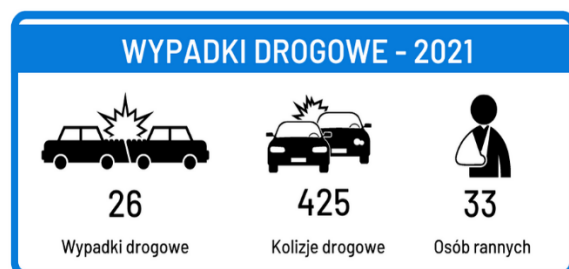 WYPADKI DROGOWE - 2021
26
425
33
Wypadki drogowe
Kolizje drogowe
Osób rannych